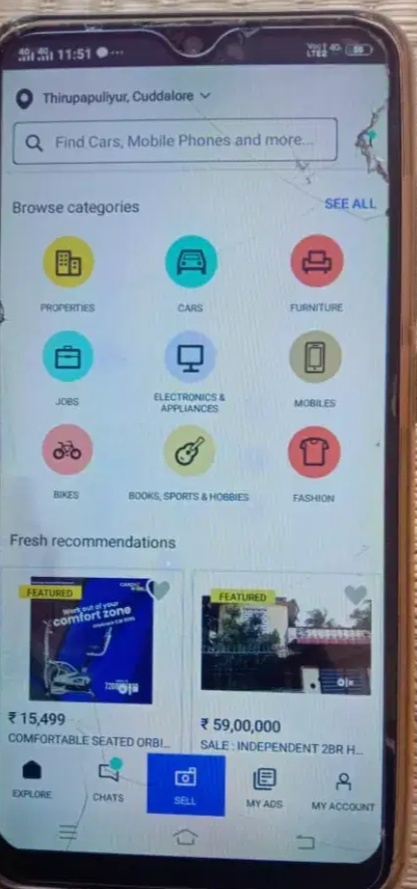 11:51
Thirupapuliyur, Cuddalore
Find Cars, Mobile Phones and more...
Browse categories
SEE ALL
PROPERTIES
CARS
FURNITURE
JOBS
ELECTRONICS &
APPLIANCES
MOBILES
BIKES
BOOKS, SPORTS & HOBBIES
FASHION
Fresh recommendations
FEATURED
Work out of your
comfort zone
FEATURED
olx
olx
₹ 15,499
COMFORTABLE SEATED ORBI...
₹ 59,00,000
SALE : INDEPENDENT 2BR H...
EXPLORE
CHATS
SELL
MY ADS
MY ACCOUNT